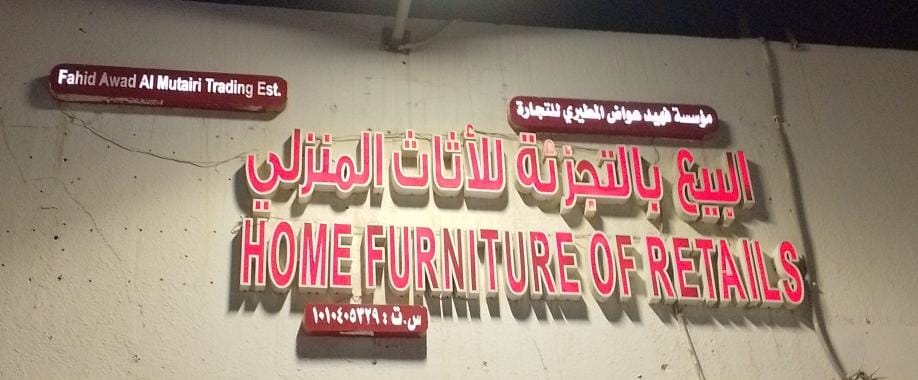 Fahid Awad Al Mutairi Trading Est.
مؤسسة فهيد عواض المطيري للتجارة
البيع بالتجزئة للأثاث المنزلي
HOME FURNITURE OF RETAILS
س.ت : ١٠١٠٤٠٥٣٢٩